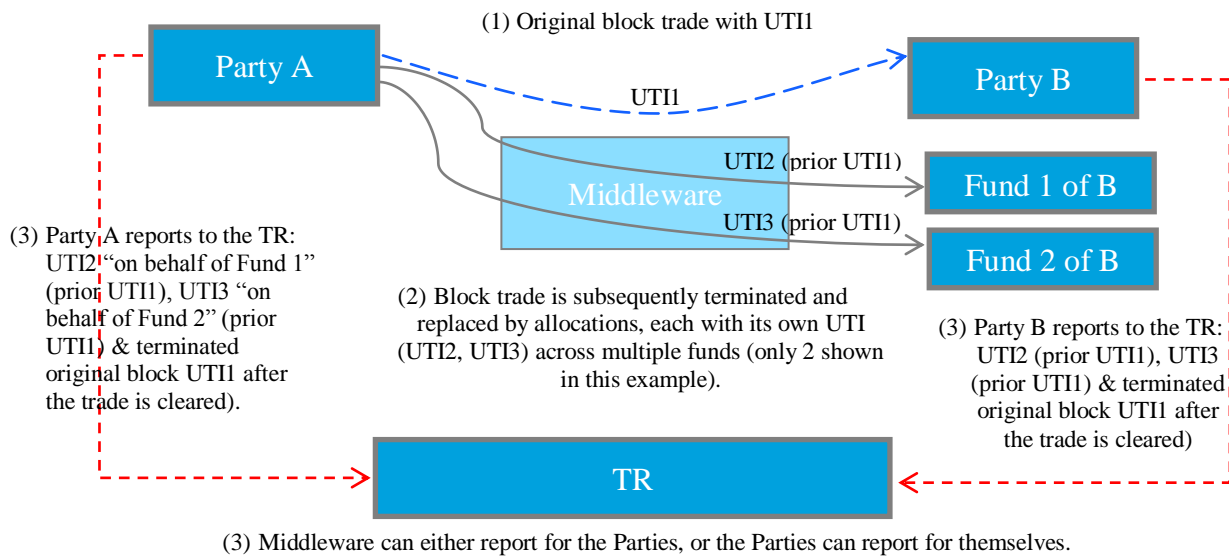 (1) Original block trade with UTI1
Party A
Party B
UTI1
UTI2 (prior UTI1)
Middleware
Fund 1 of B
UTI3 (prior UTI1)
Fund 2 of B
(3) Party A reports to the TR:
UTI2 “on behalf of Fund 1”
(prior UTI1), UTI3 “on
behalf of Fund 2” (prior
UTI1) & terminated
original block UTI1 after
the trade is cleared).
(2) Block trade is subsequently terminated and
replaced by allocations, each with its own UTI
(UTI2, UTI3) across multiple funds (only 2 shown
in this example).
(3) Party B reports to the TR:
UTI2 (prior UTI1), UTI3
(prior UTI1) & terminated
original block UTI1 after
the trade is cleared)
TR
(3) Middleware can either report for the Parties, or the Parties can report for themselves.